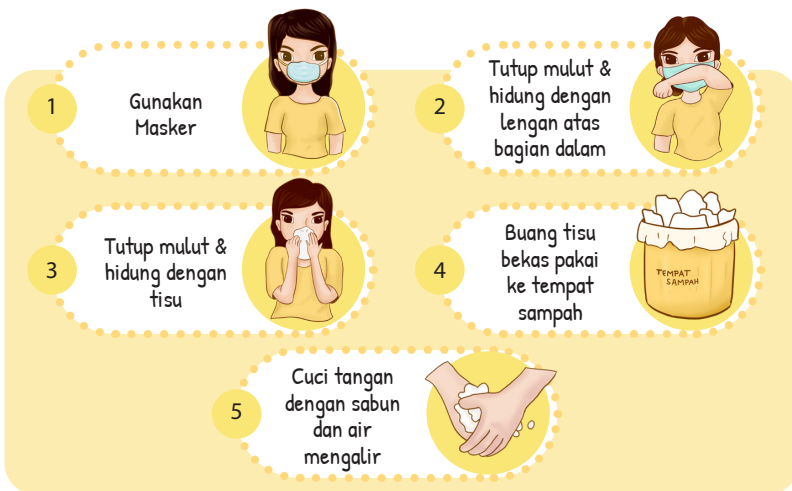 1
Gunakan
Masker
2
Tutup mulut &
hidung dengan
lengan atas
bagian dalam
3
Tutup mulut &
hidung dengan
tisu
4
Buang tisu
bekas pakai
ke tempat
sampah
TEMPAT
SAMPAH
5
Cuci tangan
dengan sabun
dan air
mengalir